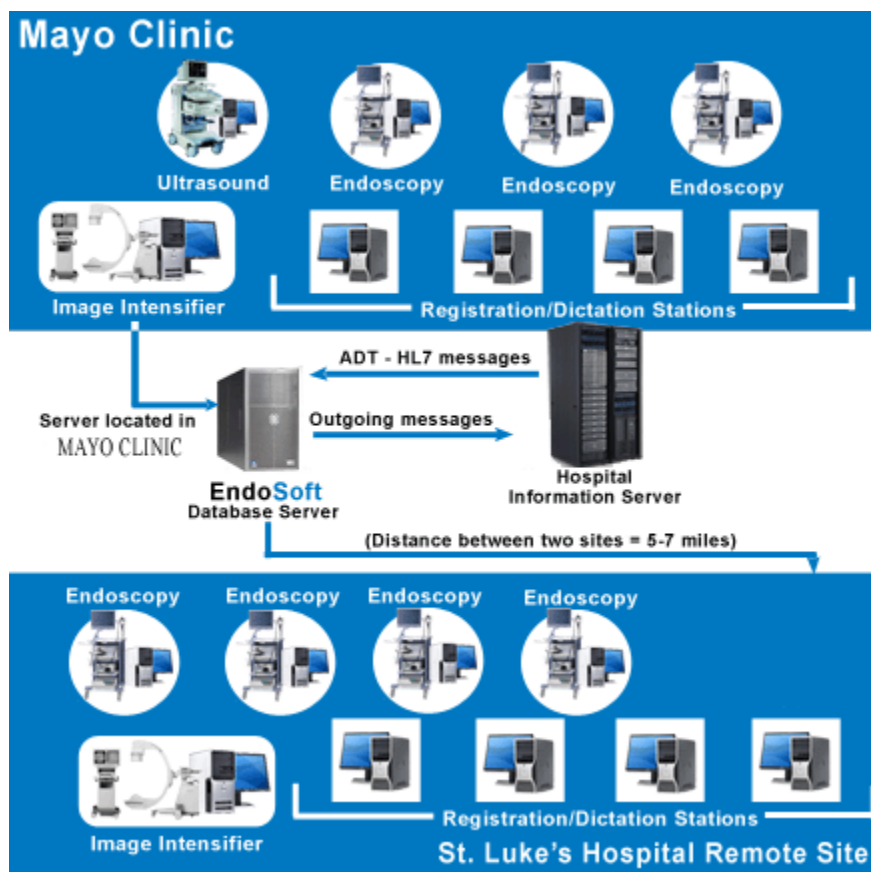 Mayo Clinic
Ultrasound
Endoscopy
Endoscopy
Endoscopy
Image Intensifier
Registration/Dictation Stations
ADT - HL7 messages
Server located in
MAYO CLINIC
Outgoing messages
EndoSoft
Database Server
Hospital
Information Server
(Distance between two sites = 5-7 miles)
Endoscopy
Endoscopy
Endoscopy
Endoscopy
Image Intensifier
Registration/Dictation Stations
St. Luke's Hospital Remote Site